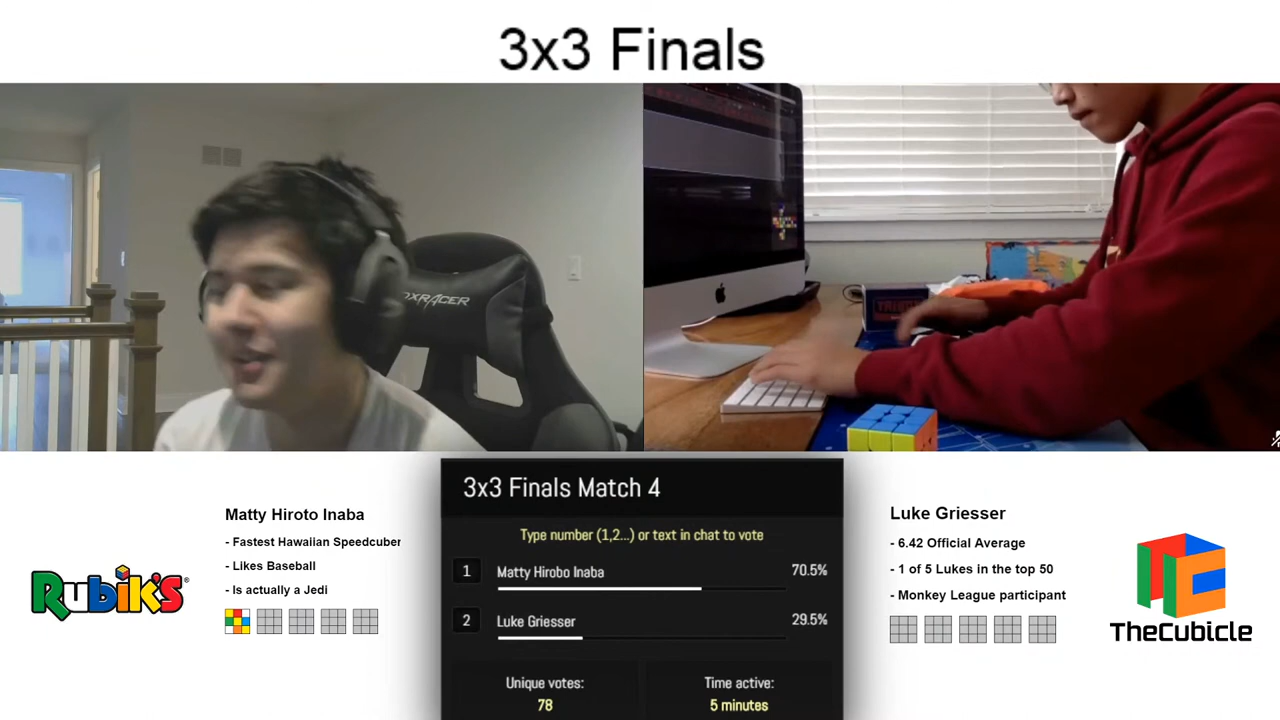 3x3 Finals
DXRACER
3x3 Finals Match 4
Type number (1,2...) or text in chat to vote
1 Matty Hirobo Inaba 70.5%
2 Luke Griesser 29.5%
Unique votes: Time active:
78 5 minutes
Matty Hiroto Inaba
- Fastest Hawaiian Speedcuber
- Likes Baseball
- Is actually a Jedi
RUBIK'S®
Luke Griesser
- 6.42 Official Average
- 1 of 5 Lukes in the top 50
- Monkey League participant
TheCubicle